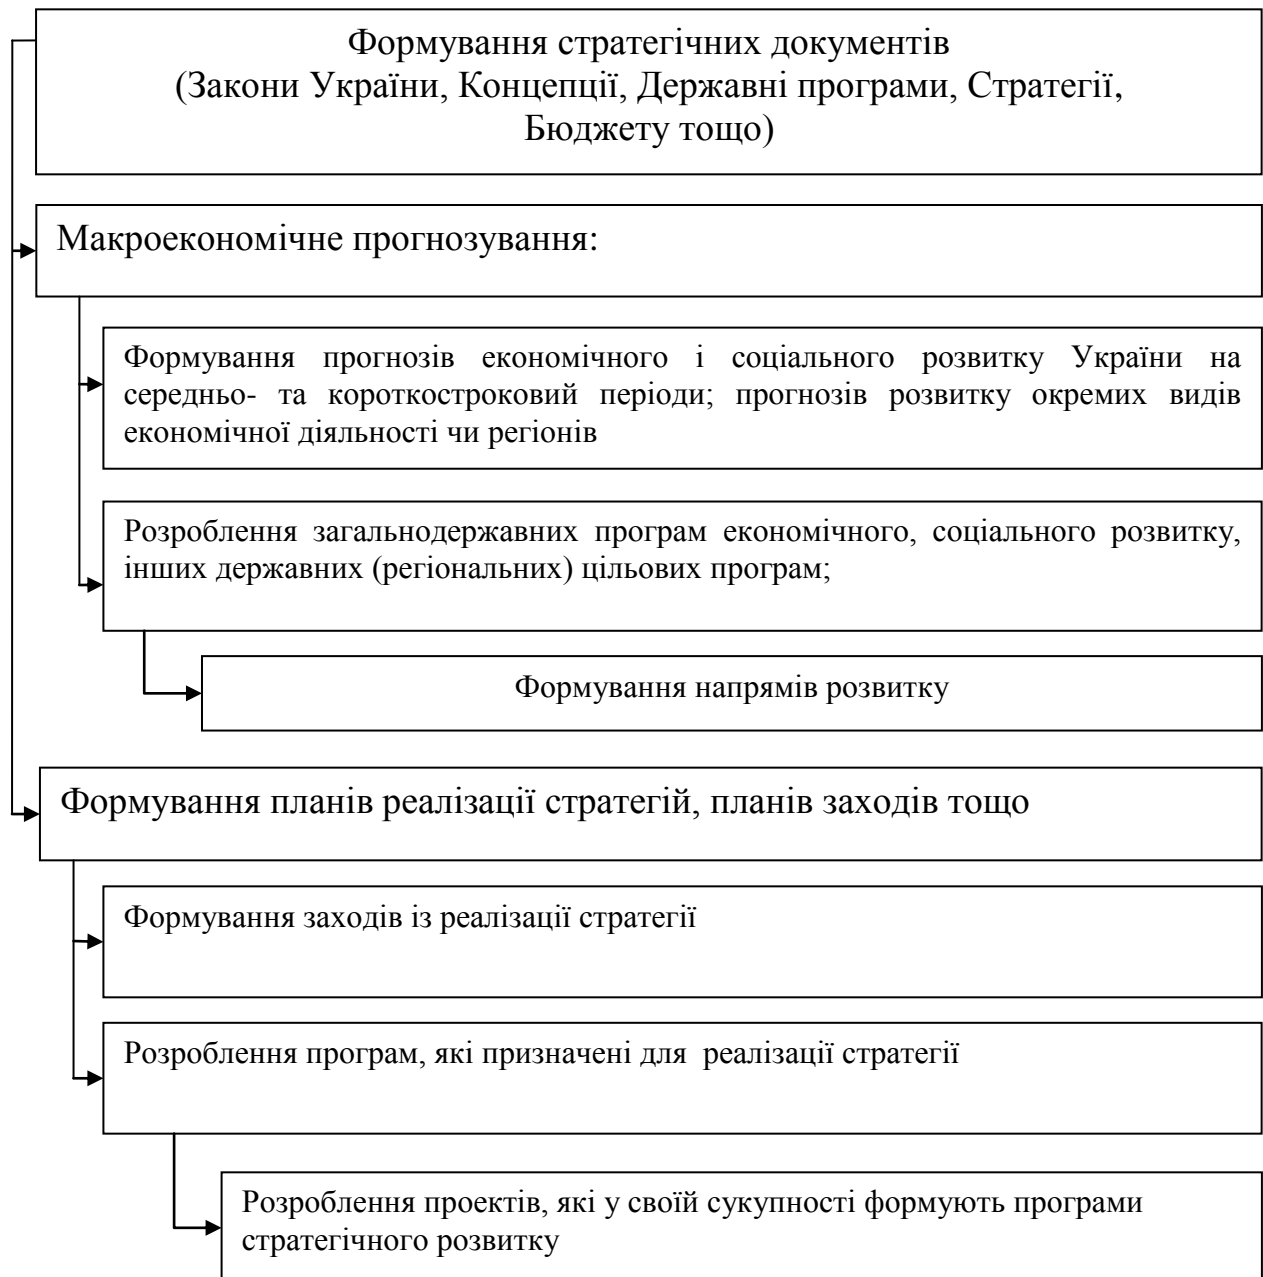 Формування стратегічних документів
(Закони України, Концепції, Державні програми, Стратегії,
Бюджету тощо)
Макроекономічне прогнозування:
Формування прогнозів економічного і соціального розвитку України на
середньо- та короткостроковий періоди; прогнозів розвитку окремих видів
економічної діяльності чи регіонів
Розроблення загальнодержавних програм економічного, соціального розвитку,
інших державних (регіональних) цільових програм;
Формування напрямів розвитку
Формування планів реалізації стратегій, планів заходів тощо
Формування заходів із реалізації стратегії
Розроблення програм, які призначені для реалізації стратегії
Розроблення проектів, які у своїй сукупності формують програми
стратегічного розвитку